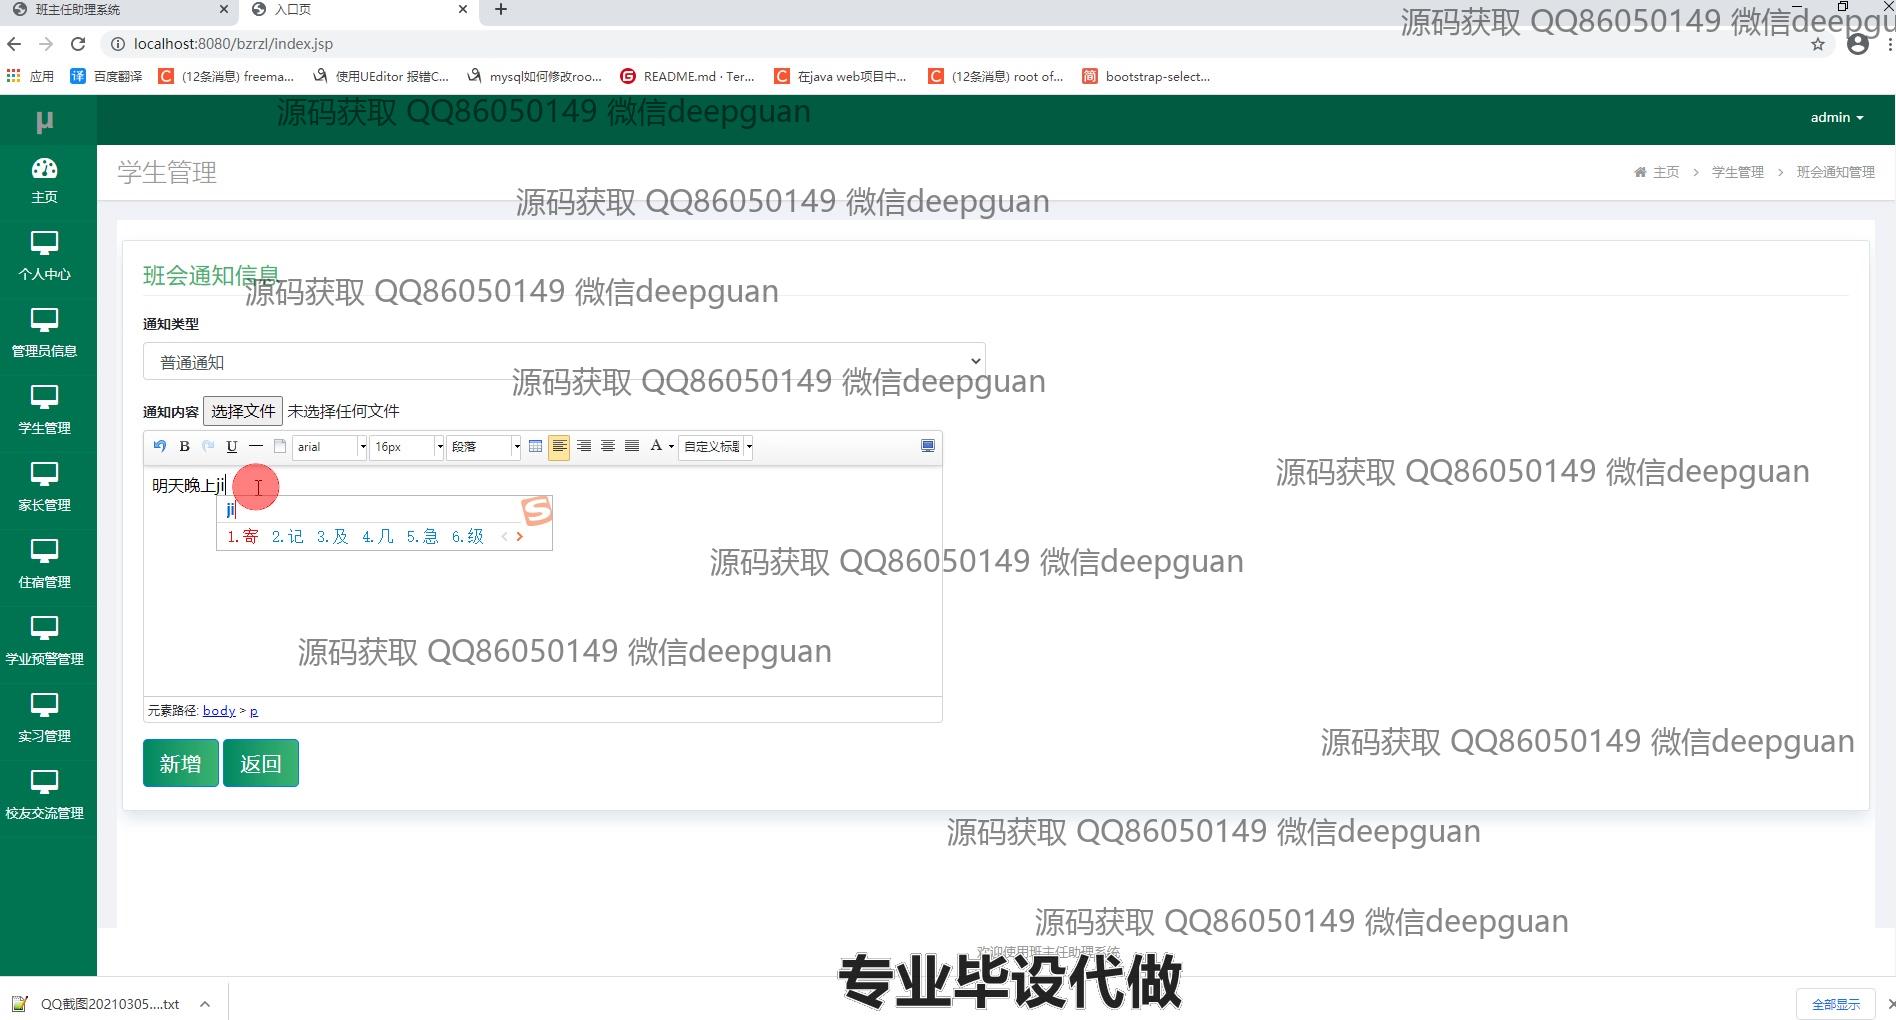 班主任助理系统
入口页
源码获取 QQ86050149 微信deepgu
localhost:8080/bzrzl/index.jsp
应用 百度翻译 (12条消息) freema... 使用UEditor 报错C... mysql如何修改roo... README.md · Ter... 在java web项目中... (12条消息) root of... bootstrap-select...
源码获取 QQ86050149 微信deepguan
μ
admin
学生管理
主页 > 学生管理 > 班会通知管理
源码获取 QQ86050149 微信deepguan
主页
个人中心
管理员信息
学生管理
家长管理
住宿管理
学业预警管理
实习管理
校友交流管理
班会通知信息
源码获取 QQ86050149 微信deepguan
通知类型
普通通知
源码获取 QQ86050149 微信deepguan
通知内容 选择文件 未选择任何文件
B U arial 16px 段落 A 自定义标题
明天晚上ji
源码获取 QQ86050149 微信deepguan
ji
1.寄 2.记 3.及 4.几 5.急 6.级
源码获取 QQ86050149 微信deepguan
源码获取 QQ86050149 微信deepguan
元素路径: body > p
新增 返回
源码获取 QQ86050149 微信deepguan
源码获取 QQ86050149 微信deepguan
源码获取 QQ86050149 微信deepguan
欢迎使用班主任助理系统
专业毕设代做
QQ截图20210305....txt
全部显示